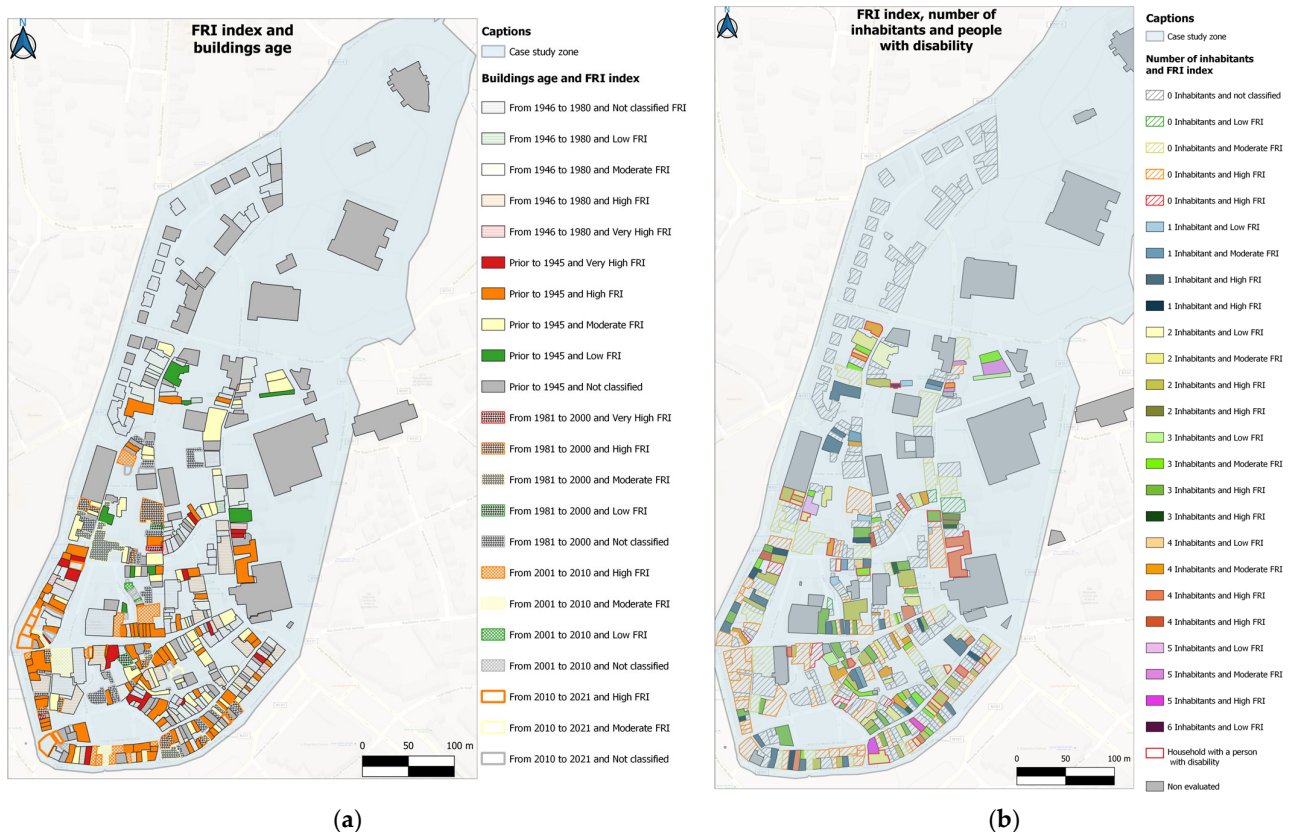 N
FRI index and
buildings age
Captions
Case study zone
Buildings age and FRI index
From 1946 to 1980 and Not classified FRI
From 1946 to 1980 and Low FRI
From 1946 to 1980 and Moderate FRI
From 1946 to 1980 and High FRI
From 1946 to 1980 and Very High FRI
Prior to 1945 and Very High FRI
Prior to 1945 and High FRI
Prior to 1945 and Moderate FRI
Prior to 1945 and Low FRI
Prior to 1945 and Not classified
From 1981 to 2000 and Very High FRI
From 1981 to 2000 and High FRI
From 1981 to 2000 and Moderate FRI
From 1981 to 2000 and Low FRI
From 1981 to 2000 and Not classified
From 2001 to 2010 and High FRI
From 2001 to 2010 and Moderate FRI
From 2001 to 2010 and Low FRI
From 2001 to 2010 and Not classified
From 2010 to 2021 and High FRI
From 2010 to 2021 and Moderate FRI
From 2010 to 2021 and Not classified
0 50 100 m
(a)
N
FRI index, number of
inhabitants and people
with disability
Captions
Case study zone
Number of inhabitants
and FRI index
0 Inhabitants and not classified
0 Inhabitants and Low FRI
0 Inhabitants and Moderate FRI
0 Inhabitants and High FRI
0 Inhabitants and High FRI
1 Inhabitant and Low FRI
1 Inhabitant and Moderate FRI
1 Inhabitant and High FRI
1 Inhabitant and High FRI
2 Inhabitants and Low FRI
2 Inhabitants and Moderate FRI
2 Inhabitants and High FRI
2 Inhabitants and High FRI
3 Inhabitants and Low FRI
3 Inhabitants and Moderate FRI
3 Inhabitants and High FRI
3 Inhabitants and High FRI
4 Inhabitants and Low FRI
4 Inhabitants and Moderate FRI
4 Inhabitants and High FRI
4 Inhabitants and High FRI
5 Inhabitants and Low FRI
5 Inhabitants and Moderate FRI
5 Inhabitants and High FRI
6 Inhabitants and Low FRI
Household with a person
with disability
Non evaluated
0 50 100 m
(b)